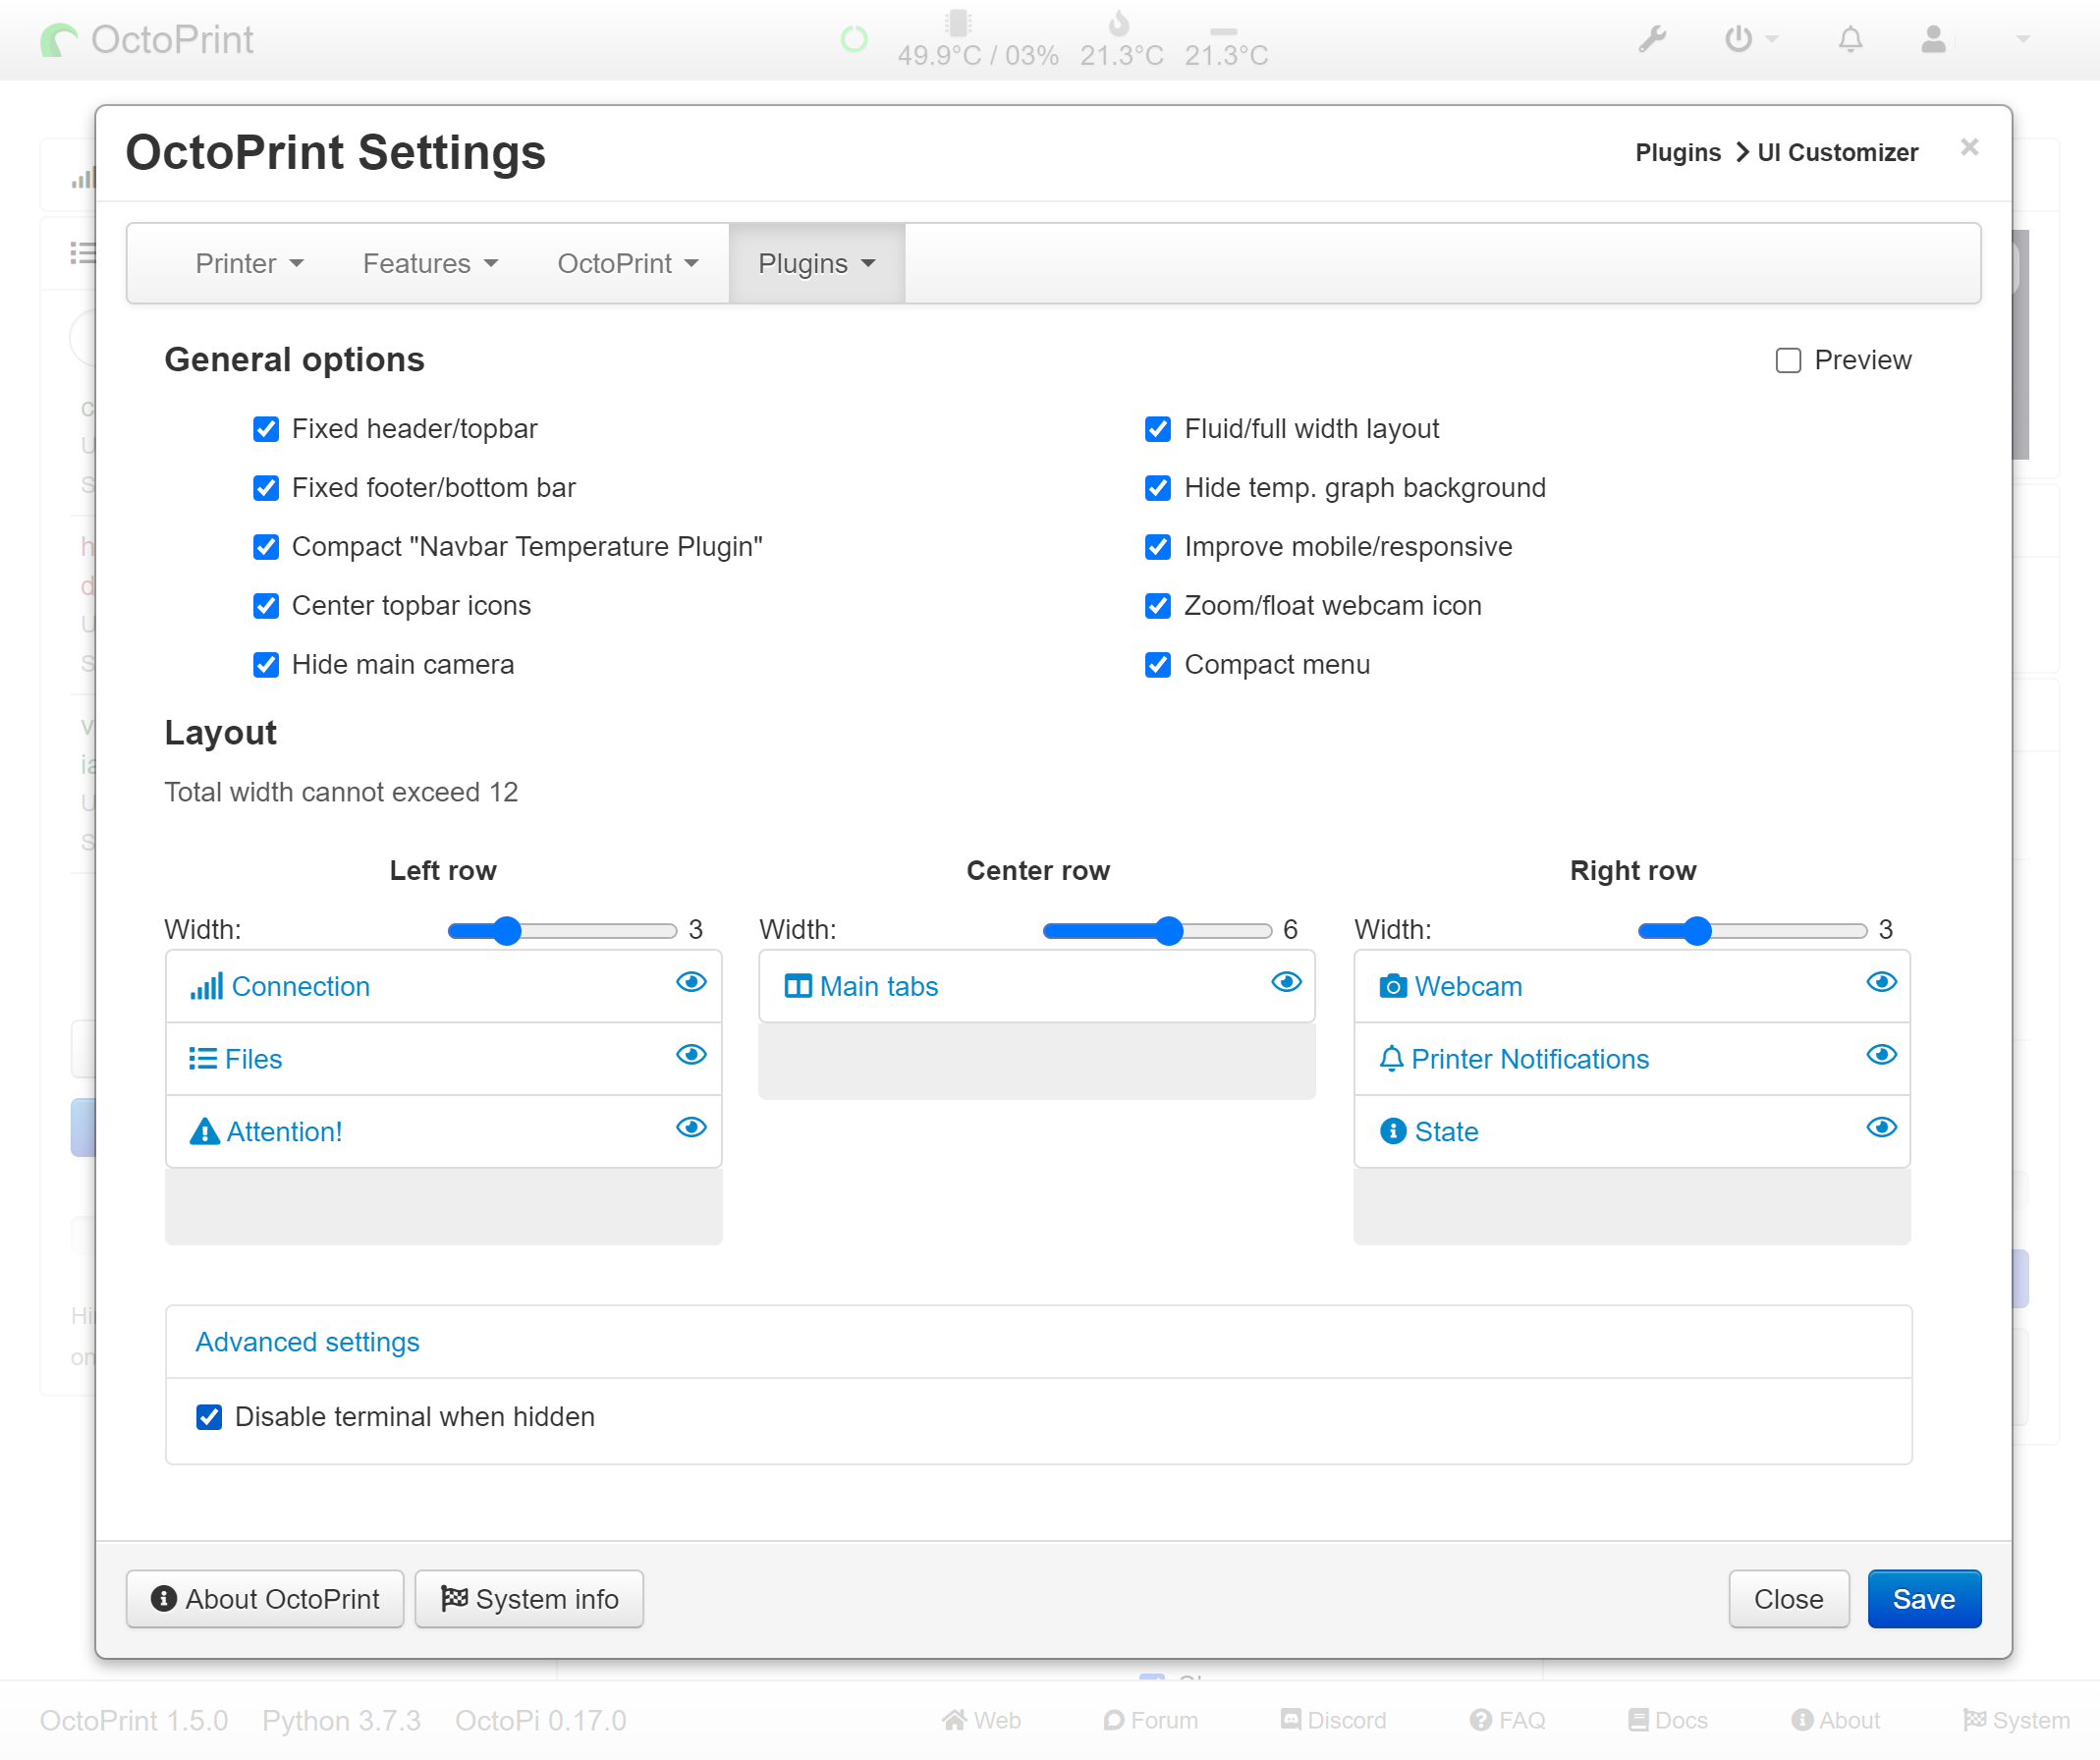 OctoPrint
49.9°C / 03% 21.3°C 21.3°C
OctoPrint Settings
Plugins > UI Customizer ×
Printer Features OctoPrint Plugins
General options
Preview
Fixed header/topbar
Fluid/full width layout
Fixed footer/bottom bar
Hide temp. graph background
Compact "Navbar Temperature Plugin"
Improve mobile/responsive
Center topbar icons
Zoom/float webcam icon
Hide main camera
Compact menu
Layout
Total width cannot exceed 12
Left row
Center row
Right row
Width: 3
Width: 6
Width: 3
Connection
Main tabs
Webcam
Files
Printer Notifications
Attention!
State
Advanced settings
Disable terminal when hidden
About OctoPrint
System info
Close
Save
OctoPrint 1.5.0 Python 3.7.3 OctoPi 0.17.0
Web Forum Discord FAQ Docs About System